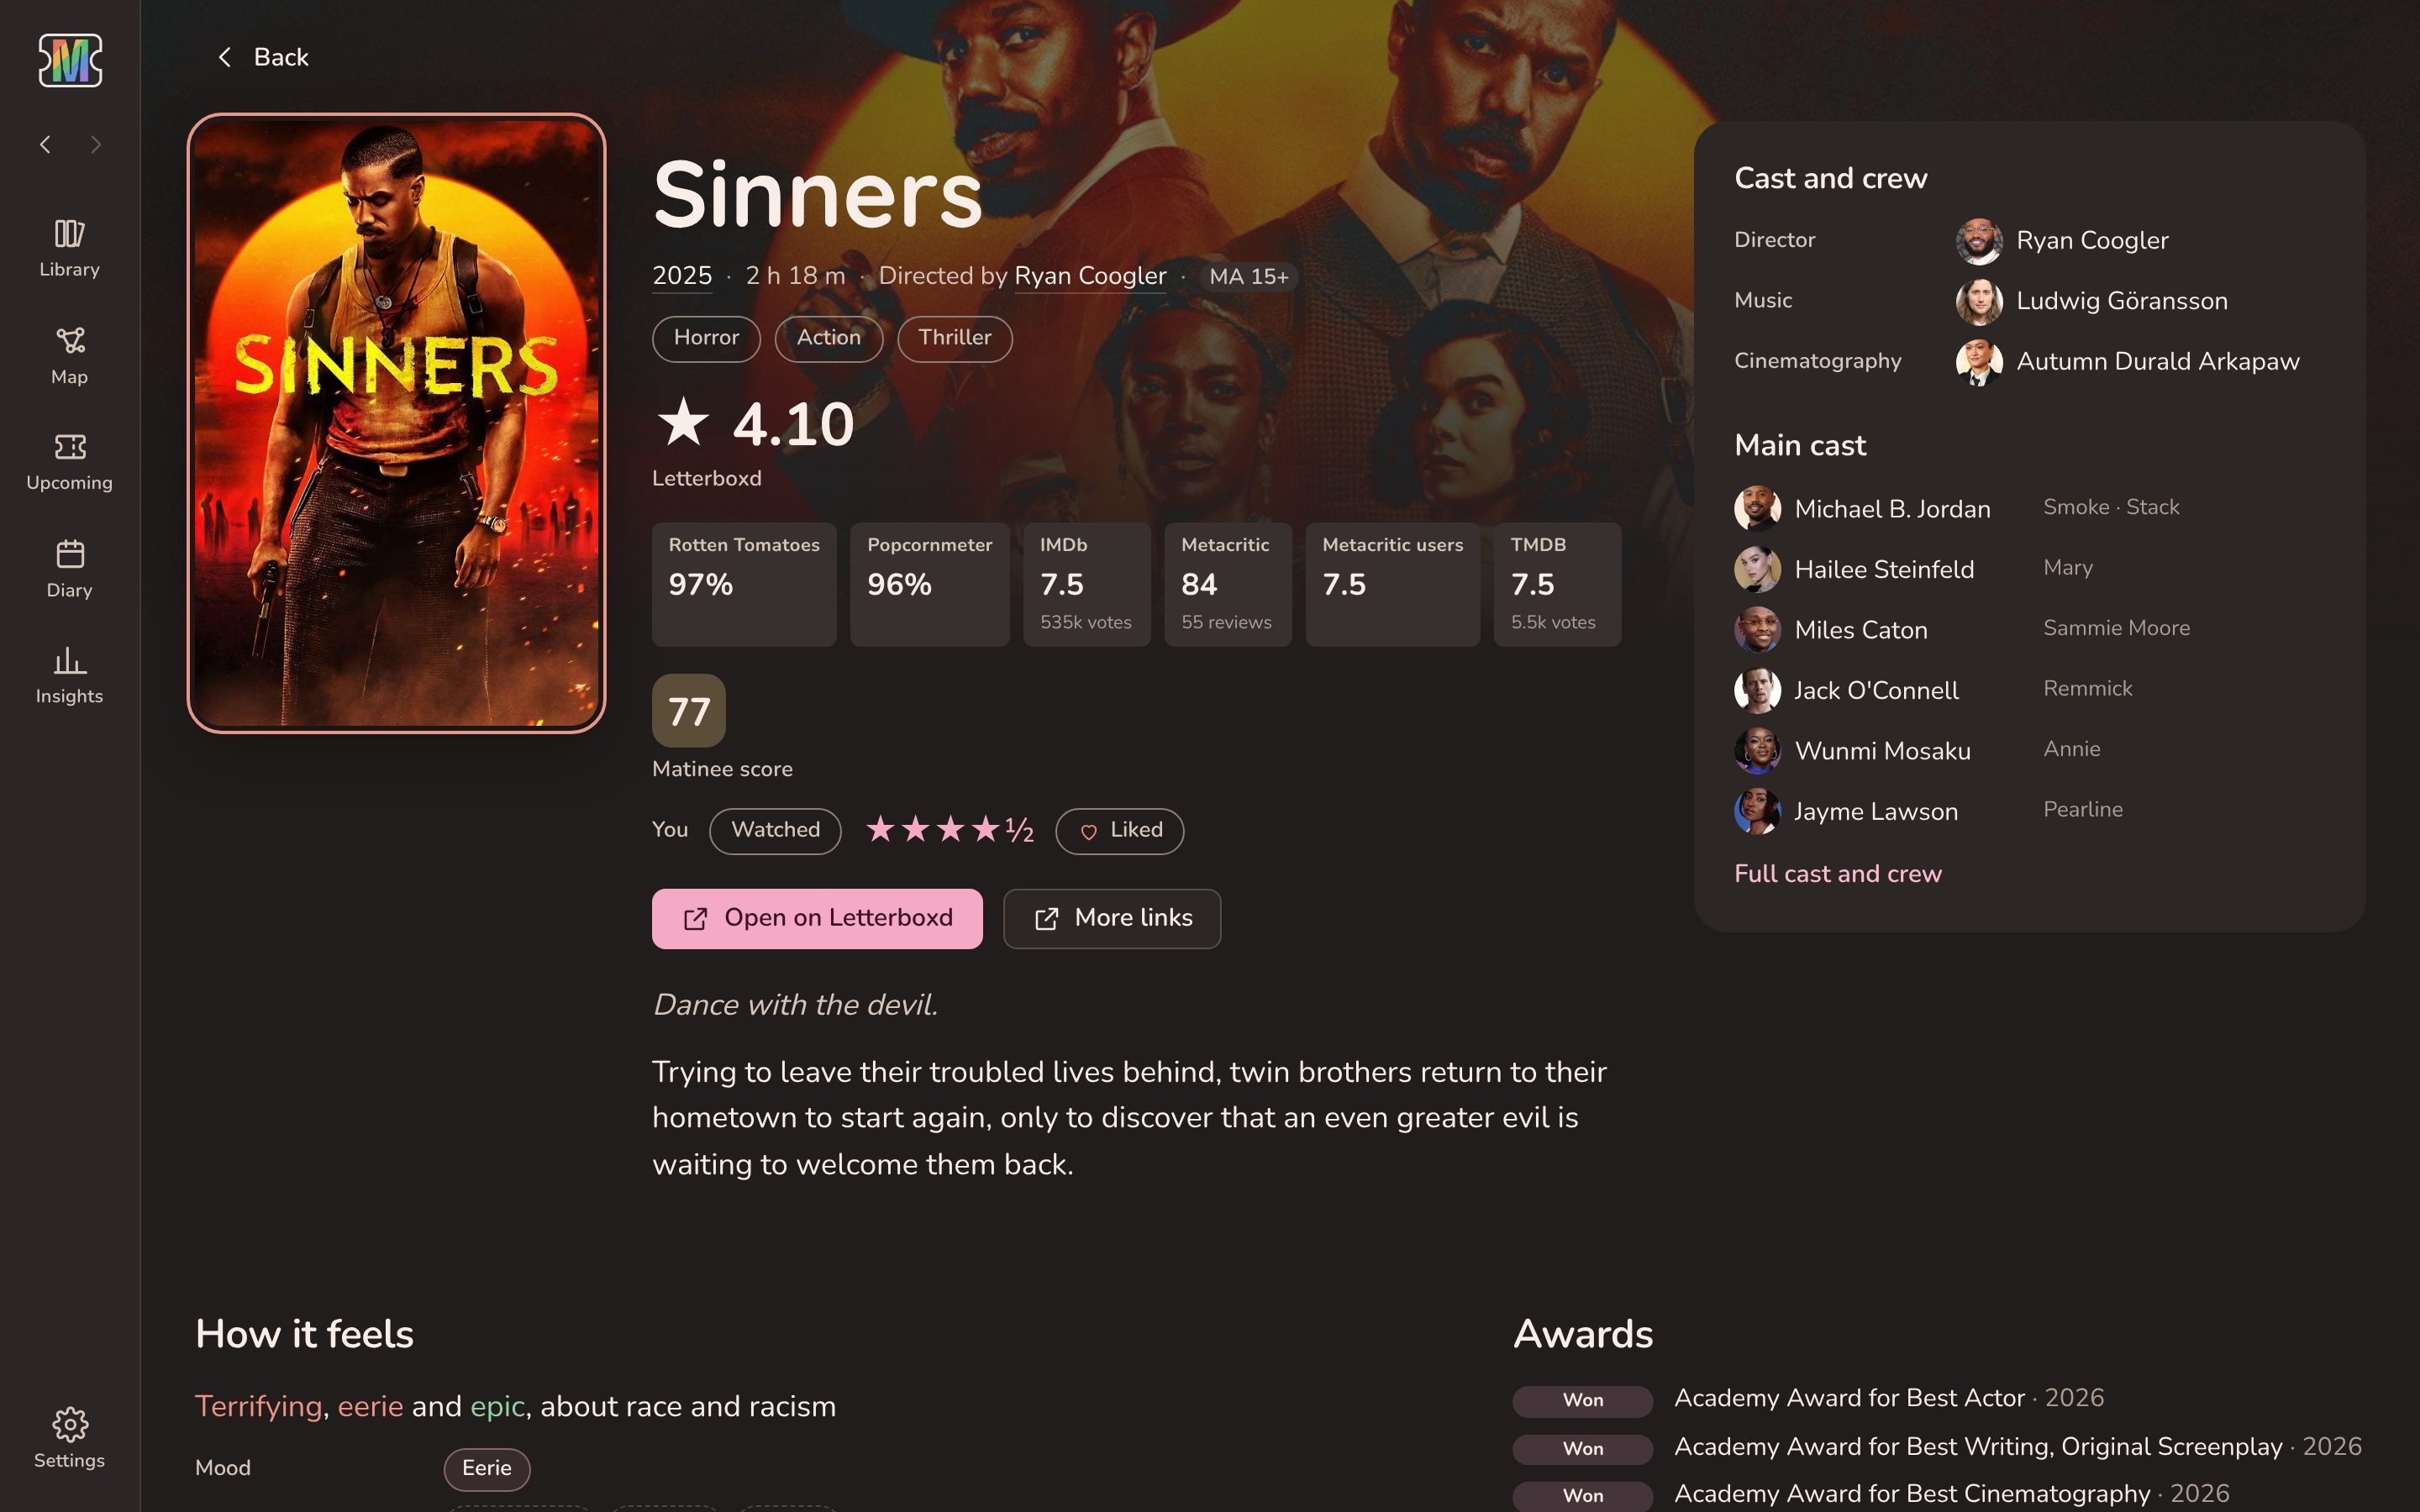 M
Back
Library
Map
Upcoming
Diary
Insights
Settings
SINNERS
Sinners
2025 · 2 h 18 m · Directed by Ryan Coogler · MA 15+
Horror Action Thriller
★ 4.10
Letterboxd
Rotten Tomatoes
97%
Popcornmeter
96%
IMDb
7.5
535k votes
Metacritic
84
55 reviews
Metacritic users
7.5
TMDB
7.5
5.5k votes
77
Matinee score
You Watched ★★★★½ Liked
Open on Letterboxd More links
Dance with the devil.
Trying to leave their troubled lives behind, twin brothers return to their
hometown to start again, only to discover that an even greater evil is
waiting to welcome them back.
Cast and crew
Director Ryan Coogler
Music Ludwig Göransson
Cinematography Autumn Durald Arkapaw
Main cast
Michael B. Jordan Smoke · Stack
Hailee Steinfeld Mary
Miles Caton Sammie Moore
Jack O'Connell Remmick
Wunmi Mosaku Annie
Jayme Lawson Pearline
Full cast and crew
How it feels
Terrifying, eerie and epic, about race and racism
Mood Eerie
Awards
Won Academy Award for Best Actor · 2026
Won Academy Award for Best Writing, Original Screenplay · 2026
Won Academy Award for Best Cinematography · 2026